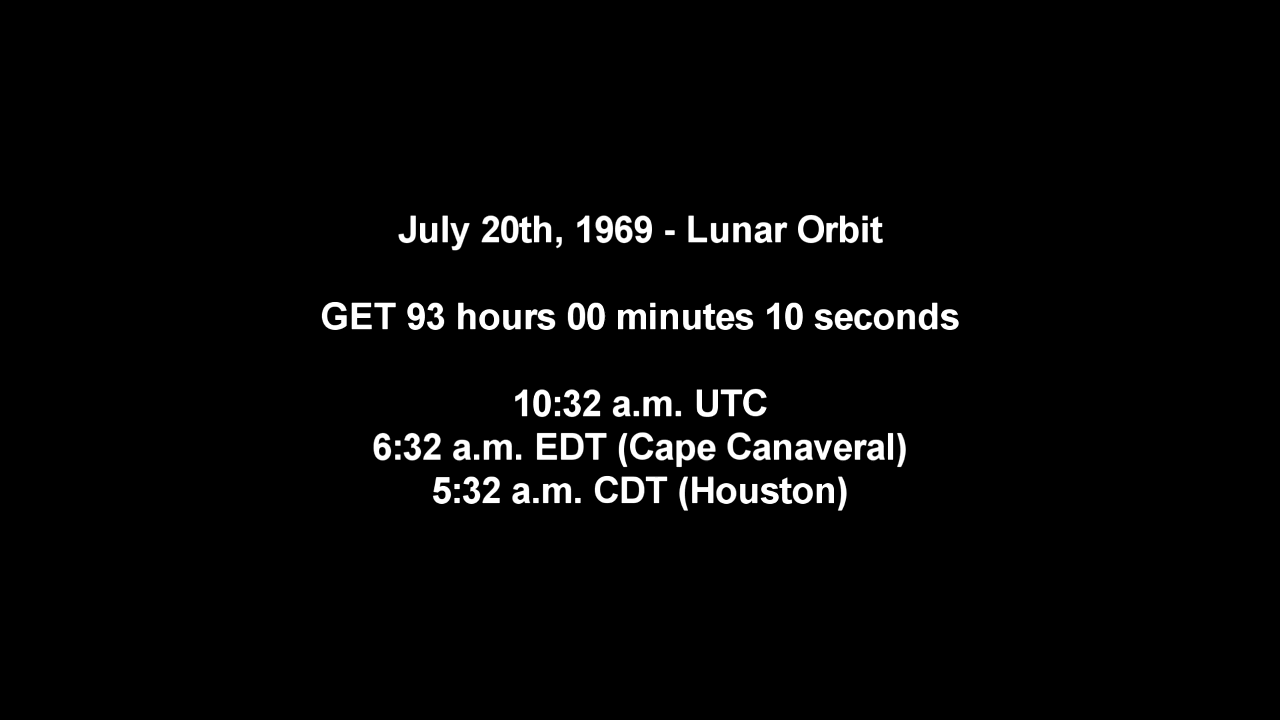 July 20th, 1969 - Lunar Orbit
GET 93 hours 00 minutes 10 seconds
10:32 a.m. UTC
6:32 a.m. EDT (Cape Canaveral)
5:32 a.m. CDT (Houston)